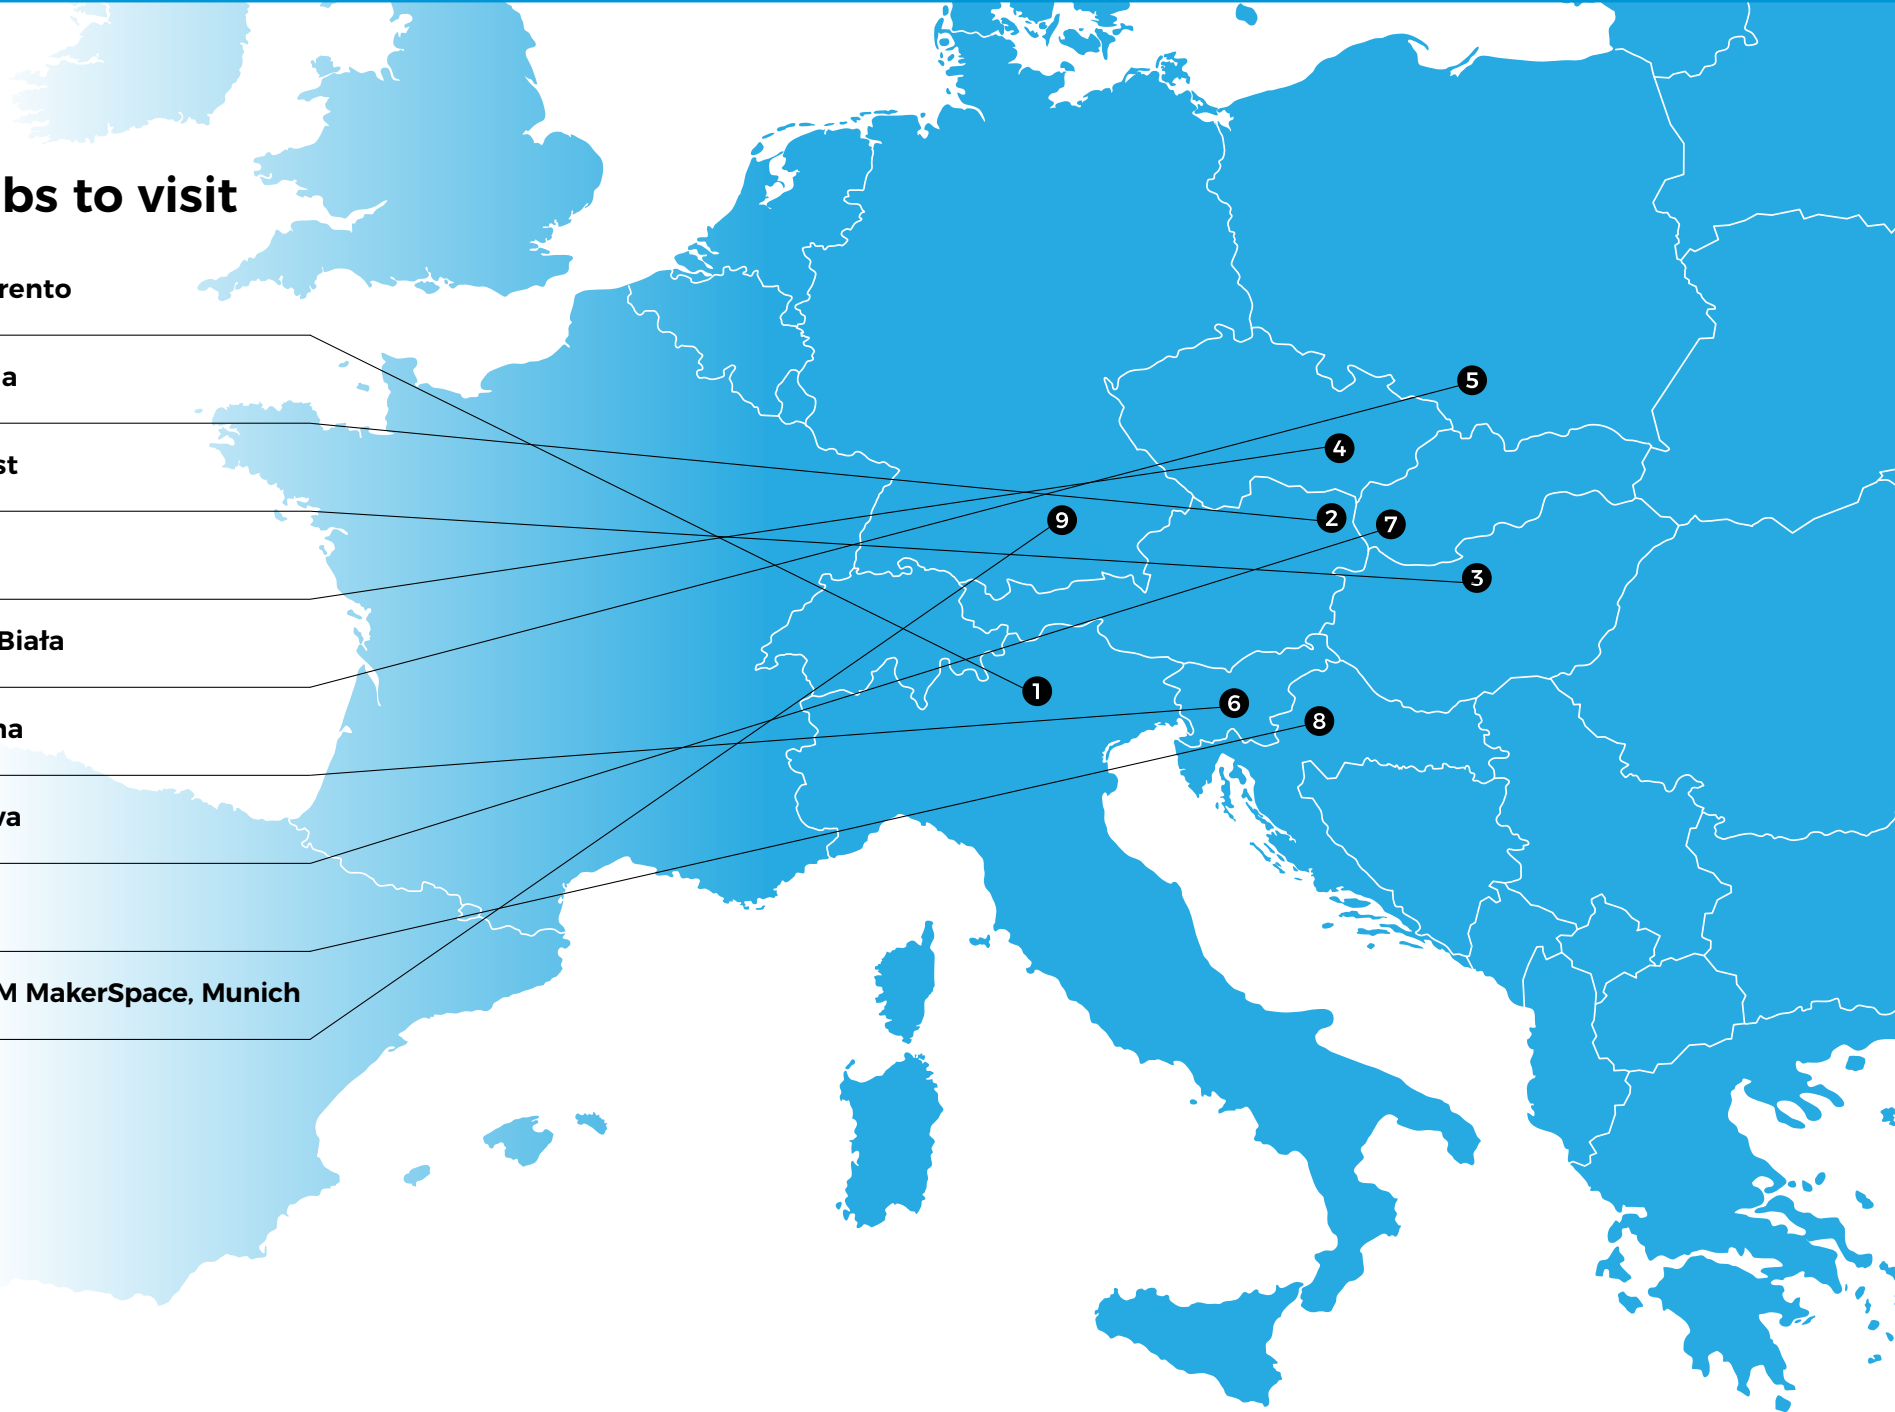 bs to visit
rento
a
st
Biała
na
va
M MakerSpace, Munich
5
4
9
2
7
3
1
6
8